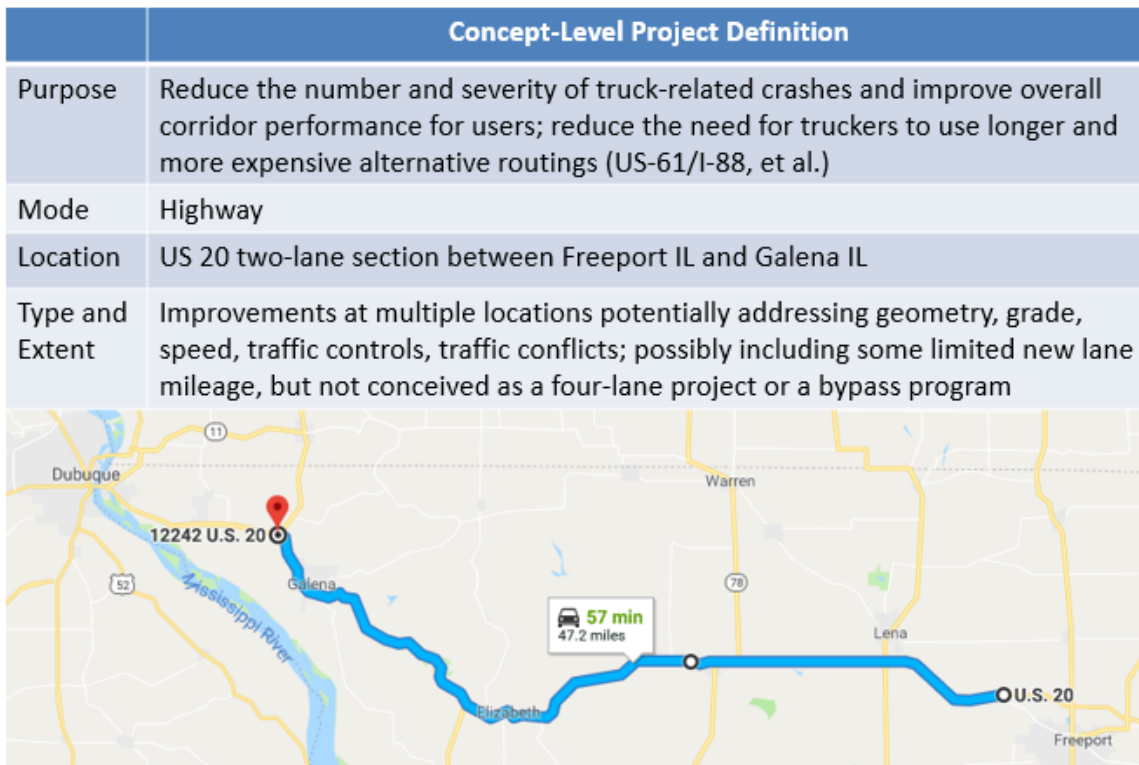 Concept-Level Project Definition
Purpose
Reduce the number and severity of truck-related crashes and improve overall
corridor performance for users; reduce the need for truckers to use longer and
more expensive alternative routings (US-61/I-88, et al.)
Mode
Highway
Location
US 20 two-lane section between Freeport IL and Galena IL
Type and
Extent
Improvements at multiple locations potentially addressing geometry, grade,
speed, traffic controls, traffic conflicts; possibly including some limited new lane
mileage, but not conceived as a four-lane project or a bypass program
11
Dubuque
Warren
12242 U.S. 20
52
Galena
78
Mississippi River
57 min
47.2 miles
Lena
Elizabeth
U.S. 20
Freeport